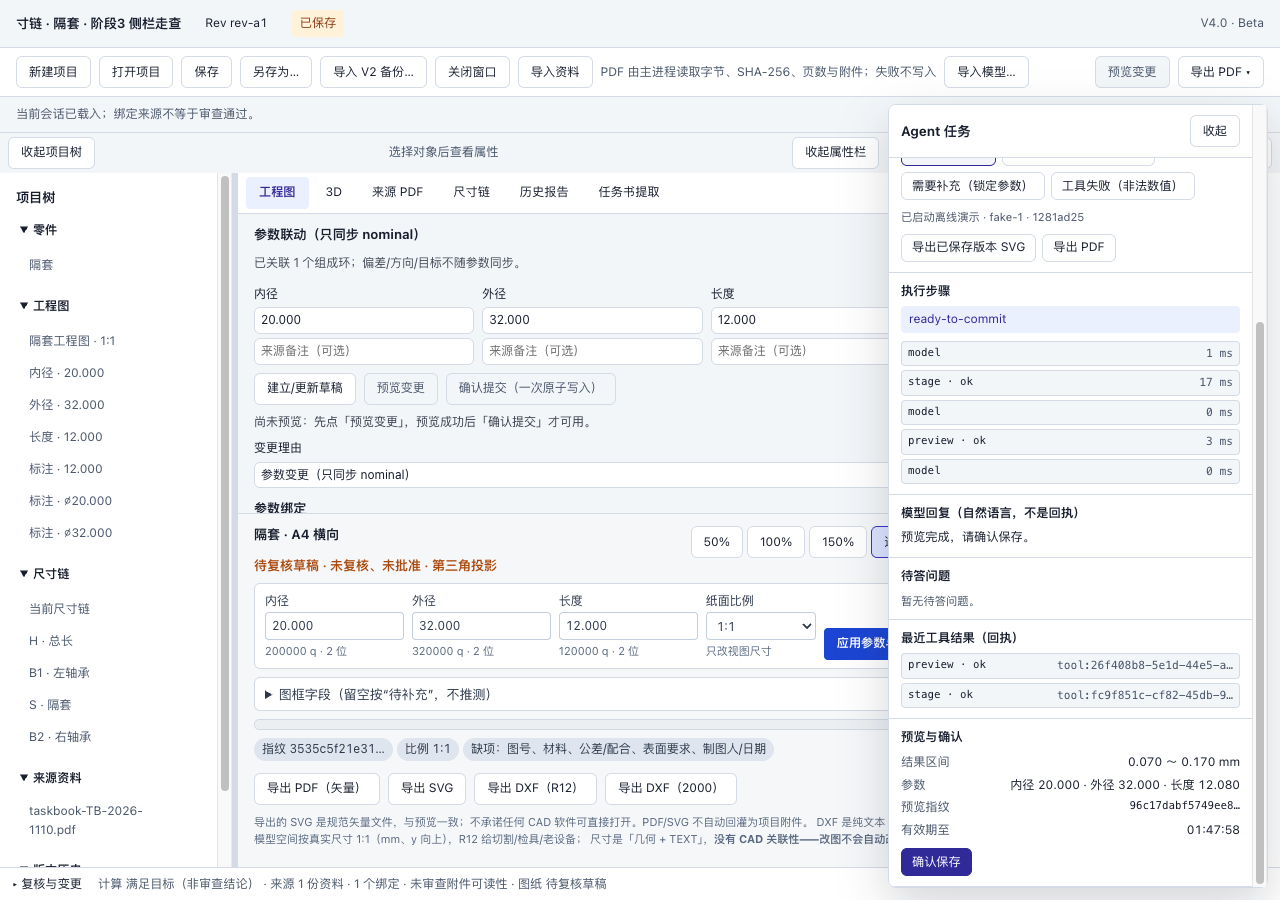 寸链 · 隔套 · 阶段3 侧栏走查 Rev rev-a1 已保存 V4.0 · Beta
新建项目 打开项目 保存 另存为… 导入 V2 备份… 关闭窗口 导入资料 PDF 由主进程读取字节、SHA-256、页数与附件；失败不写入 导入模型… 预览变更 导出 PDF ▾
当前会话已载入；绑定来源不等于审查通过。
收起项目树 选择对象后查看属性 收起属性栏
项目树
▼ 零件
隔套
▼ 工程图
隔套工程图 · 1:1
内径 · 20.000
外径 · 32.000
长度 · 12.000
标注 · 12.000
标注 · ⌀20.000
标注 · ⌀32.000
▼ 尺寸链
当前尺寸链
H · 总长
B1 · 左轴承
S · 隔套
B2 · 右轴承
▼ 来源资料
taskbook-TB-2026-
1110.pdf
工程图 3D 来源 PDF 尺寸链 历史报告 任务书提取
参数联动（只同步 nominal）
已关联 1 个组成环；偏差/方向/目标不随参数同步。
内径 外径 长度
20.000 32.000 12.000
来源备注（可选） 来源备注（可选） 来源备注（可选）
建立/更新草稿 预览变更 确认提交（一次原子写入）
尚未预览：先点「预览变更」，预览成功后「确认提交」才可用。
变更理由
参数变更（只同步 nominal）
参数绑定
隔套 · A4 横向 50% 100% 150%
待复核草稿 · 未复核、未批准 · 第三角投影
内径 外径 长度 纸面比例
20.000 32.000 12.000 1:1 应用参数
200000 q · 2 位 320000 q · 2 位 120000 q · 2 位 只改视图尺寸
▶ 图框字段（留空按“待补充”，不推测）
指纹 3535c5f21e31… 比例 1:1 缺项：图号、材料、公差/配合、表面要求、制图人/日期
导出 PDF（矢量） 导出 SVG 导出 DXF（R12） 导出 DXF（2000）
导出的 SVG 是规范矢量文件，与预览一致；不承诺任何 CAD 软件可直接打开。PDF/SVG 不自动回灌为项目附件。 DXF 是纯文本
模型空间按真实尺寸 1:1（mm、y 向上），R12 给切割/检具/老设备； 尺寸是「几何 + TEXT」，没有 CAD 关联性——改图不会自动
Agent 任务 收起
需要补充（锁定参数） 工具失败（非法数值）
已启动离线演示 · fake-1 · 1281ad25
导出已保存版本 SVG 导出 PDF
执行步骤
ready-to-commit
model 1 ms
stage · ok 17 ms
model 0 ms
preview · ok 3 ms
model 0 ms
模型回复（自然语言，不是回执）
预览完成，请确认保存。
待答问题
暂无待答问题。
最近工具结果（回执）
preview · ok tool:26f408b8-5e1d-44e5-a…
stage · ok tool:fc9f851c-cf82-45db-9…
预览与确认
结果区间 0.070 ～ 0.170 mm
参数 内径 20.000 · 外径 32.000 · 长度 12.080
预览指纹 96c17dabf5749ee8…
有效期至 01:47:58
确认保存
▸ 复核与变更 计算 满足目标（非审查结论） · 来源 1 份资料 · 1 个绑定 · 未审查附件可读性 · 图纸 待复核草稿